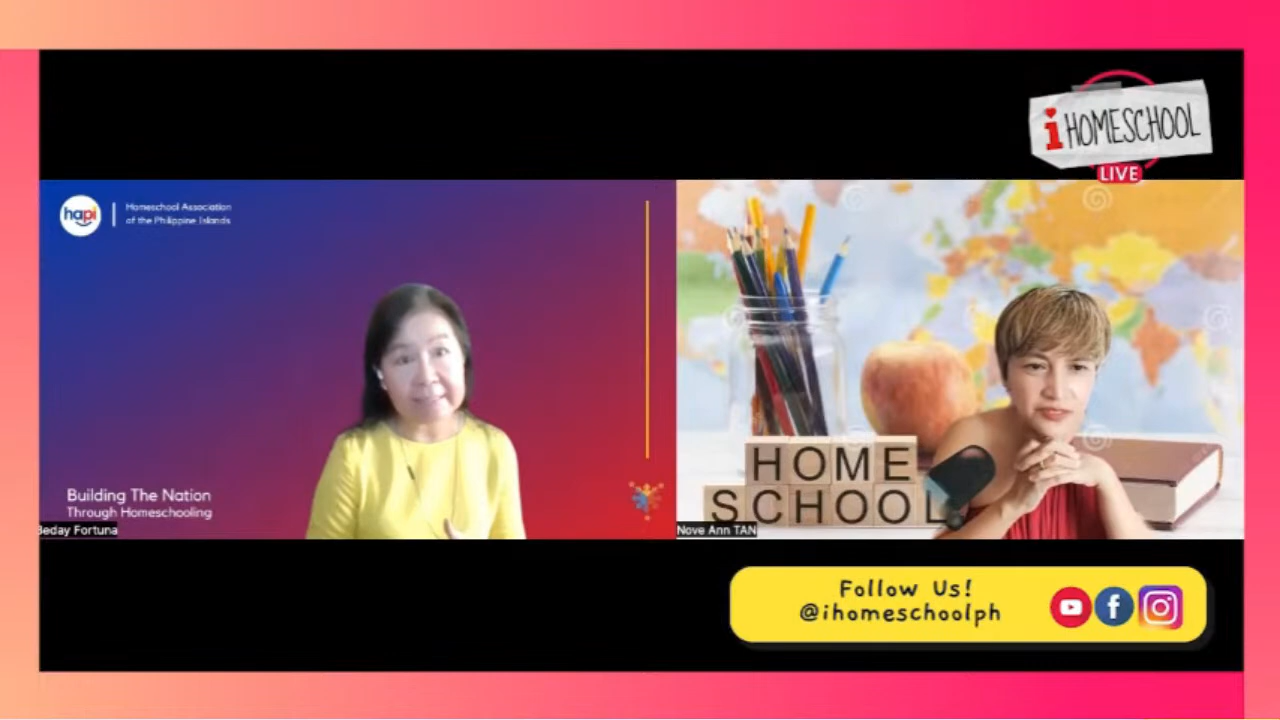 i HOMESCHOOL
LIVE
hapi
Homeschool Association
of the Philippine Islands
Building The Nation
Through Homeschooling
Beday Fortuna
HOME
SCHOOL
Nove Ann TAN
Follow Us!
@ihomeschoolph